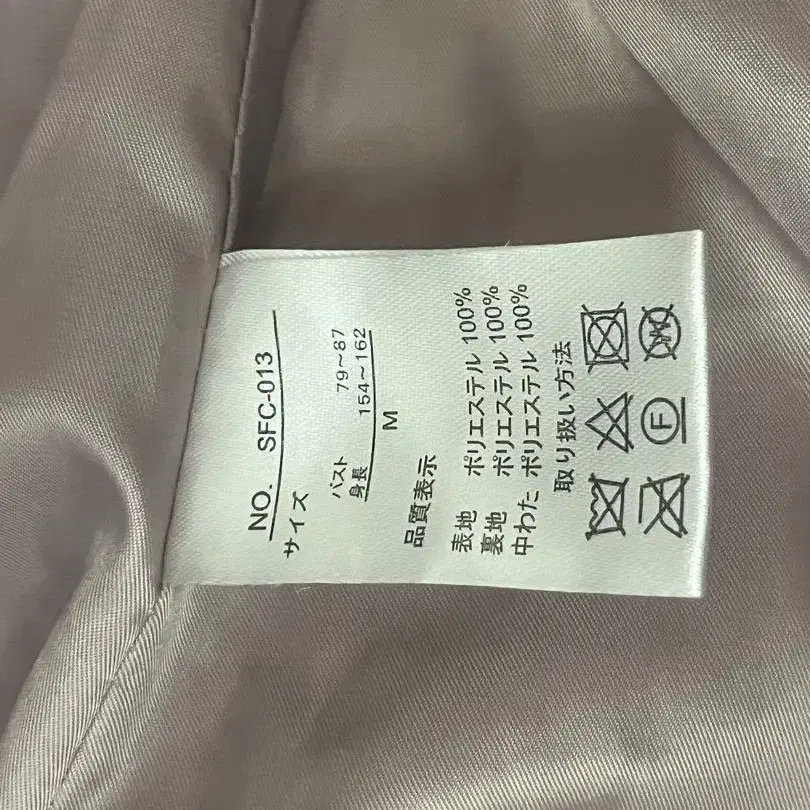 NO. SFC-013
サイズ
バスト 79～87
身長 154～162
M
品質表示
表地 ポリエステル 100%
裏地 ポリエステル 100%
中わた ポリエステル 100%
取り扱い方法
F W